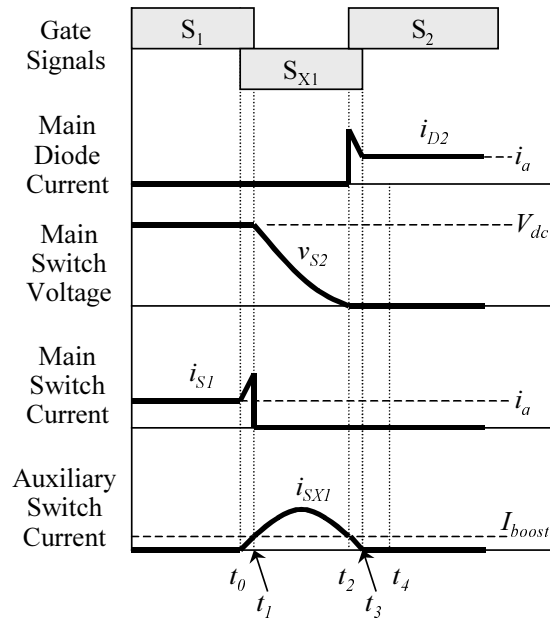 Gate
Signals
S1
S2
SX1
Main
Diode
Current
iD2
ia
Main
Switch
Voltage
Vdc
vS2
Main
Switch
Current
iS1
ia
Auxiliary
Switch
Current
iSX1
Iboost
t0
t1
t2
t3
t4